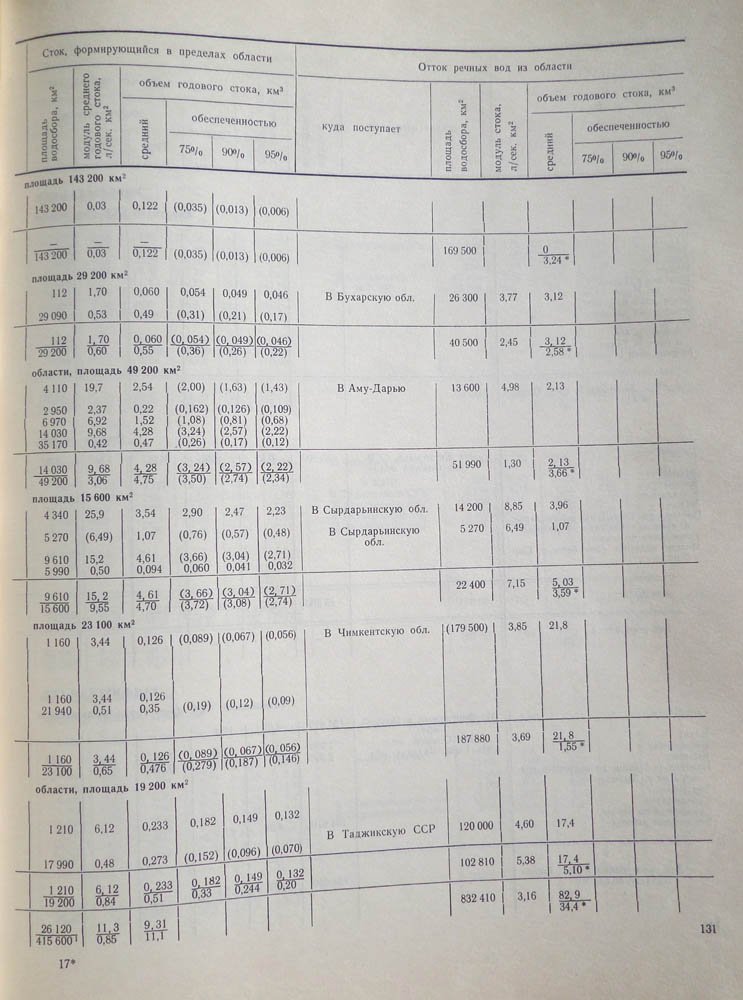 Сток, формирующийся в пределах области
Отток речных вод из области
площадь водосбора, км²
модуль среднего годового стока, л/сек. км²
объем годового стока, км³
средний
обеспеченностью
75% 90% 95%
куда поступает
площадь водосбора, км²
модуль стока, л/сек. км²
объем годового стока, км³
средний
обеспеченностью
75% 90% 95%
площадь 143 200 км²
143 200 0,03 0,122 (0,035) (0,013) (0,006)
—/143 200 —/0,03 —/0,122 (0,035) (0,013) (0,006) 169 500 0/3,24 *
площадь 29 200 км²
112 1,70 0,060 0,054 0,049 0,046 В Бухарскую обл. 26 300 3,77 3,12
29 090 0,53 0,49 (0,31) (0,21) (0,17)
112/29 200 1,70/0,60 0,060/0,55 (0,054)/(0,36) (0,049)/(0,26) (0,046)/(0,22) 40 500 2,45 3,12/2,58 *
области, площадь 49 200 км²
4 110 19,7 2,54 (2,00) (1,63) (1,43) В Аму-Дарью 13 600 4,98 2,13
2 950 2,37 0,22 (0,162) (0,126) (0,109)
6 970 6,92 1,52 (1,08) (0,81) (0,68)
14 030 9,68 4,28 (3,24) (2,57) (2,22)
35 170 0,42 0,47 (0,26) (0,17) (0,12)
14 030/49 200 9,68/3,06 4,28/4,75 (3,24)/(3,50) (2,57)/(2,74) (2,22)/(2,34) 51 990 1,30 2,13/3,66 *
площадь 15 600 км²
4 340 25,9 3,54 2,90 2,47 2,23 В Сырдарьинскую обл. 14 200 8,85 3,96
5 270 (6,49) 1,07 (0,76) (0,57) (0,48) В Сырдарьинскую 5 270 6,49 1,07
обл.
9 610 15,2 4,61 (3,66) (3,04) (2,71)
5 990 0,50 0,094 0,060 0,041 0,032
9 610/15 600 15,2/9,55 4,61/4,70 (3,66)/(3,72) (3,04)/(3,08) (2,71)/(2,74) 22 400 7,15 5,03/3,59 *
площадь 23 100 км²
1 160 3,44 0,126 (0,089) (0,067) (0,056) В Чимкентскую обл. (179 500) 3,85 21,8
1 160 3,44 0,126
21 940 0,51 0,35 (0,19) (0,12) (0,09)
1 160/23 100 3,44/0,65 0,126/0,476 (0,089)/(0,279) (0,067)/(0,187) (0,056)/(0,146) 187 880 3,69 21,8/1,55 *
области, площадь 19 200 км²
1 210 6,12 0,233 0,182 0,149 0,132 В Таджикскую ССР 120 000 4,60 17,4
17 990 0,48 0,273 (0,152) (0,096) (0,070)
1 210/19 200 6,12/0,84 0,233/0,51 0,182/0,33 0,149/0,244 0,132/0,20 102 810 5,38 17,4/5,10 *
26 120/415 600¹ 11,3/0,85 9,31/11,1 832 410 3,16 82,9/34,4 *
131
17*